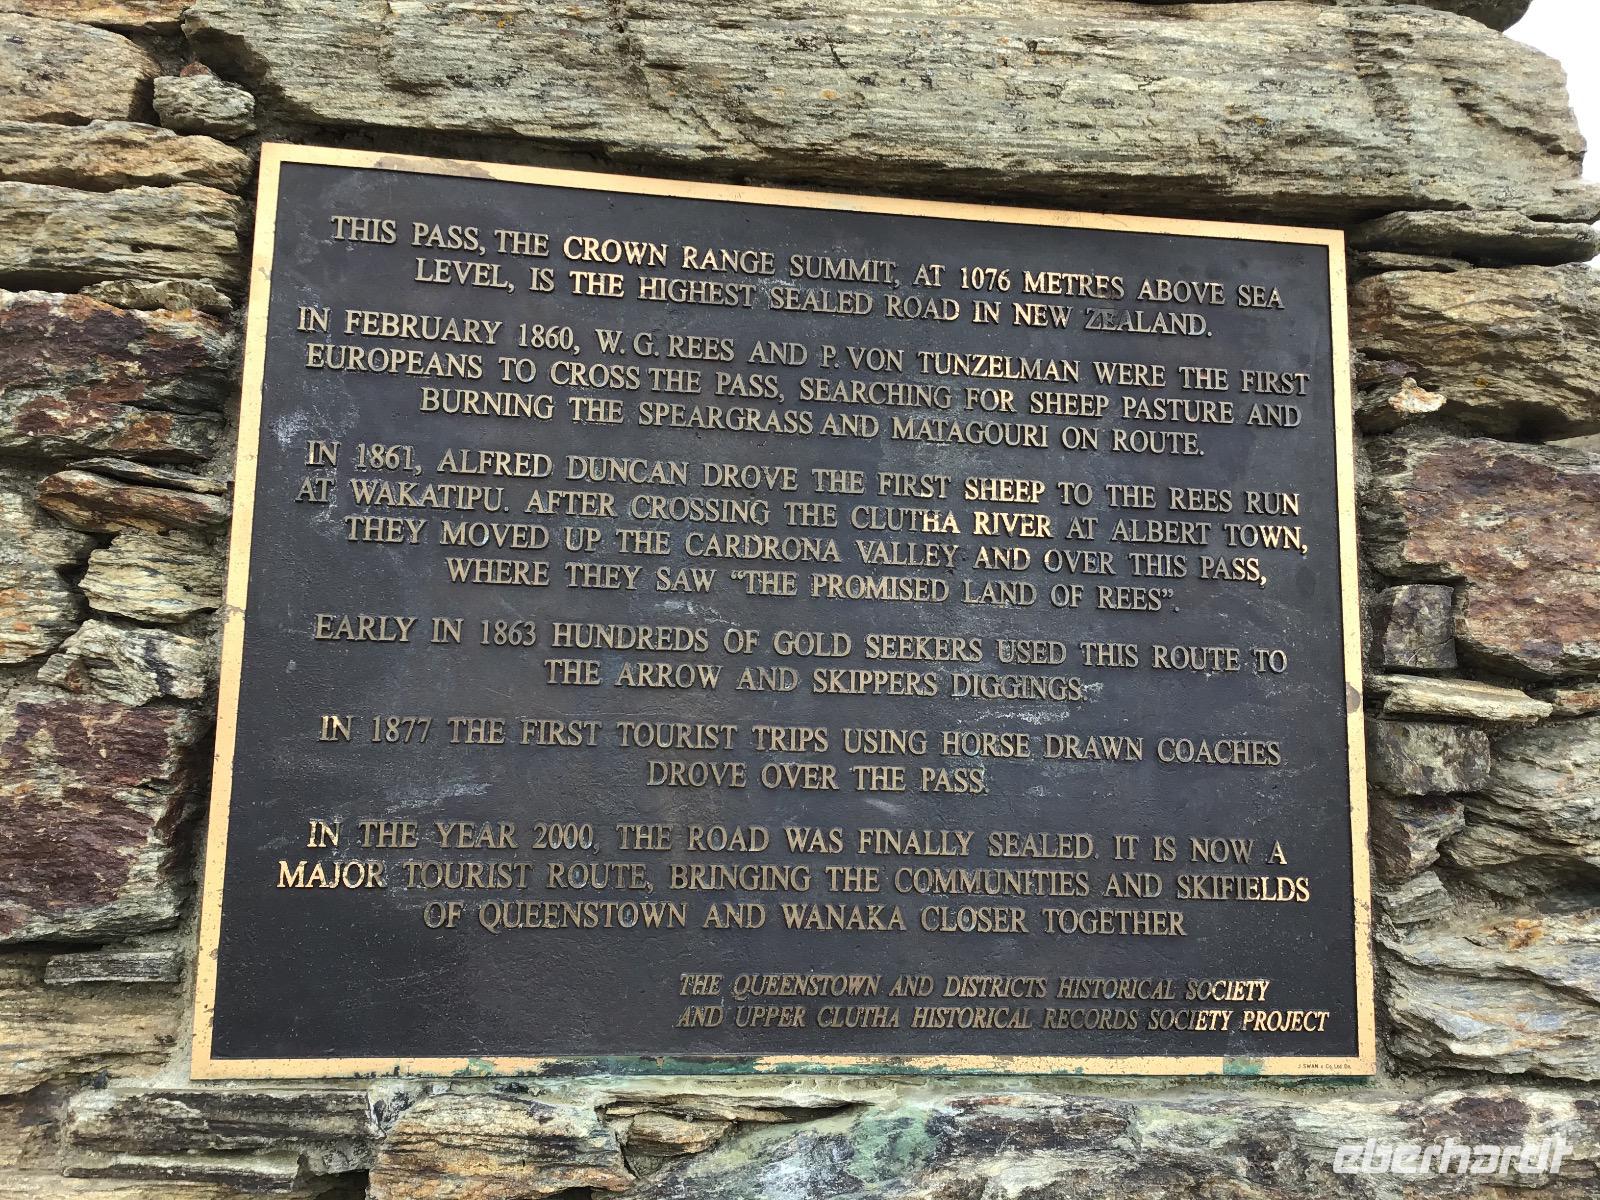 THIS PASS, THE CROWN RANGE SUMMIT, AT 1076 METRES ABOVE SEA
LEVEL, IS THE HIGHEST SEALED ROAD IN NEW ZEALAND.
IN FEBRUARY 1860, W. G. REES AND P. VON TUNZELMAN WERE THE FIRST
EUROPEANS TO CROSS THE PASS, SEARCHING FOR SHEEP PASTURE AND
BURNING THE SPEARGRASS AND MATAGOURI ON ROUTE.
IN 1861, ALFRED DUNCAN DROVE THE FIRST SHEEP TO THE REES RUN
AT WAKATIPU. AFTER CROSSING THE CLUTHA RIVER AT ALBERT TOWN,
THEY MOVED UP THE CARDRONA VALLEY AND OVER THIS PASS,
WHERE THEY SAW “THE PROMISED LAND OF REES”.
EARLY IN 1863 HUNDREDS OF GOLD SEEKERS USED THIS ROUTE TO
THE ARROW AND SKIPPERS DIGGINGS.
IN 1877 THE FIRST TOURIST TRIPS USING HORSE DRAWN COACHES
DROVE OVER THE PASS.
IN THE YEAR 2000, THE ROAD WAS FINALLY SEALED. IT IS NOW A
MAJOR TOURIST ROUTE, BRINGING THE COMMUNITIES AND SKIFIELDS
OF QUEENSTOWN AND WANAKA CLOSER TOGETHER
THE QUEENSTOWN AND DISTRICTS HISTORICAL SOCIETY
AND UPPER CLUTHA HISTORICAL RECORDS SOCIETY PROJECT
J. SWAN & Co. Ltd. Dn.
eberhardt